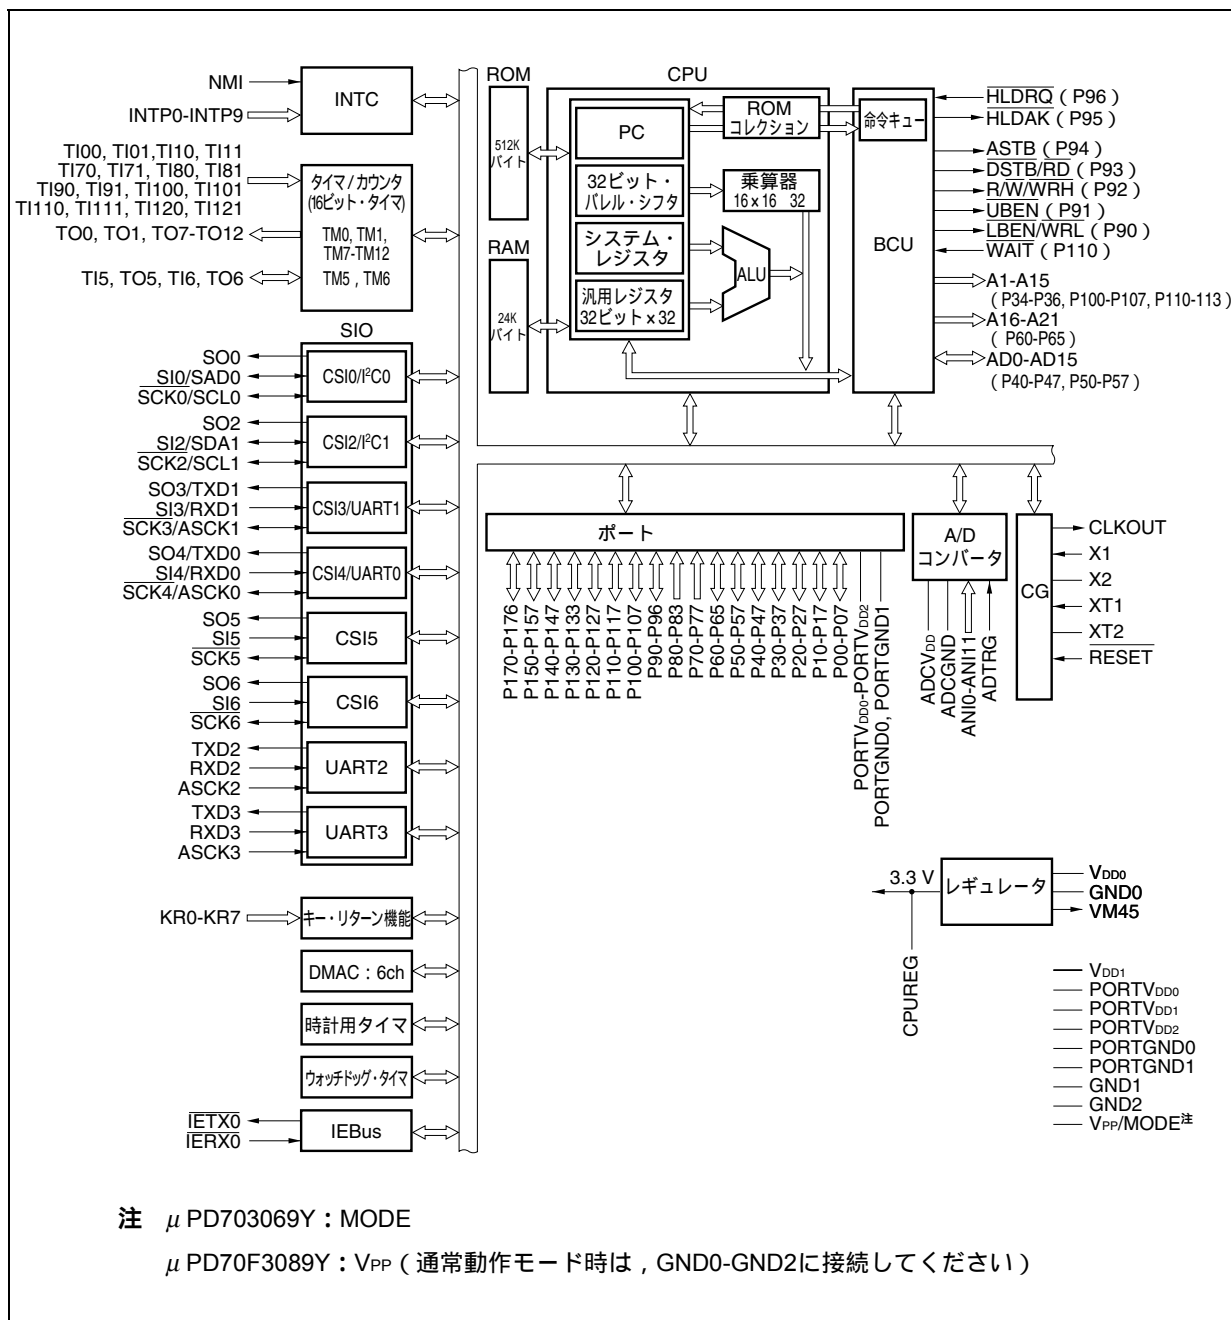 NMI
INTP0-INTP9
INTC
TI00, TI01,TI10, TI11
TI70, TI71, TI80, TI81
TI90, TI91, TI100, TI101
TI110, TI111, TI120, TI121
TO0, TO1, TO7-TO12
TI5, TO5, TI6, TO6
タイマ/カウンタ
(16ビット・タイマ)
TM0, TM1,
TM7-TM12
TM5 , TM6
SIO
SO0
SI0/SAD0
SCK0/SCL0
CSI0/I²C0
SO2
SI2/SDA1
SCK2/SCL1
CSI2/I²C1
SO3/TXD1
SI3/RXD1
SCK3/ASCK1
CSI3/UART1
SO4/TXD0
SI4/RXD0
SCK4/ASCK0
CSI4/UART0
SO5
SI5
SCK5
CSI5
SO6
SI6
SCK6
CSI6
TXD2
RXD2
ASCK2
UART2
TXD3
RXD3
ASCK3
UART3
KR0-KR7
キー・リターン機能
DMAC : 6ch
時計用タイマ
ウォッチドッグ・タイマ
IETX0
IERX0
IEBus
ROM
512K
バイト
RAM
24K
バイト
CPU
PC
32ビット・
バレル・シフタ
システム・
レジスタ
汎用レジスタ
32ビット×32
ROM
コレクション
乗算器
16×16 32
ALU
命令キュー
BCU
HLDRQ ( P96 )
HLDAK ( P95 )
ASTB ( P94 )
DSTB/RD ( P93 )
R/W/WRH ( P92 )
UBEN ( P91 )
LBEN/WRL ( P90 )
WAIT ( P110 )
A1-A15
( P34-P36, P100-P107, P110-113 )
A16-A21
( P60-P65 )
AD0-AD15
( P40-P47, P50-P57 )
ポート
P170-P176
P150-P157
P140-P147
P130-P133
P120-P127
P110-P117
P100-P107
P90-P96
P80-P83
P70-P77
P60-P65
P50-P57
P40-P47
P30-P37
P20-P27
P10-P17
P00-P07
PORTVDD0-PORTVDD2
PORTGND0, PORTGND1
A/D
コンバータ
ADCVDD
ADCGND
ANI0-ANI11
ADTRG
CG
CLKOUT
X1
X2
XT1
XT2
RESET
3.3 V
レギュレータ
VDD0
GND0
VM45
CPUREG
VDD1
PORTVDD0
PORTVDD1
PORTVDD2
PORTGND0
PORTGND1
GND1
GND2
VPP/MODE注
注 μ PD703069Y : MODE
μ PD70F3089Y : VPP ( 通常動作モード時は , GND0-GND2に接続してください )